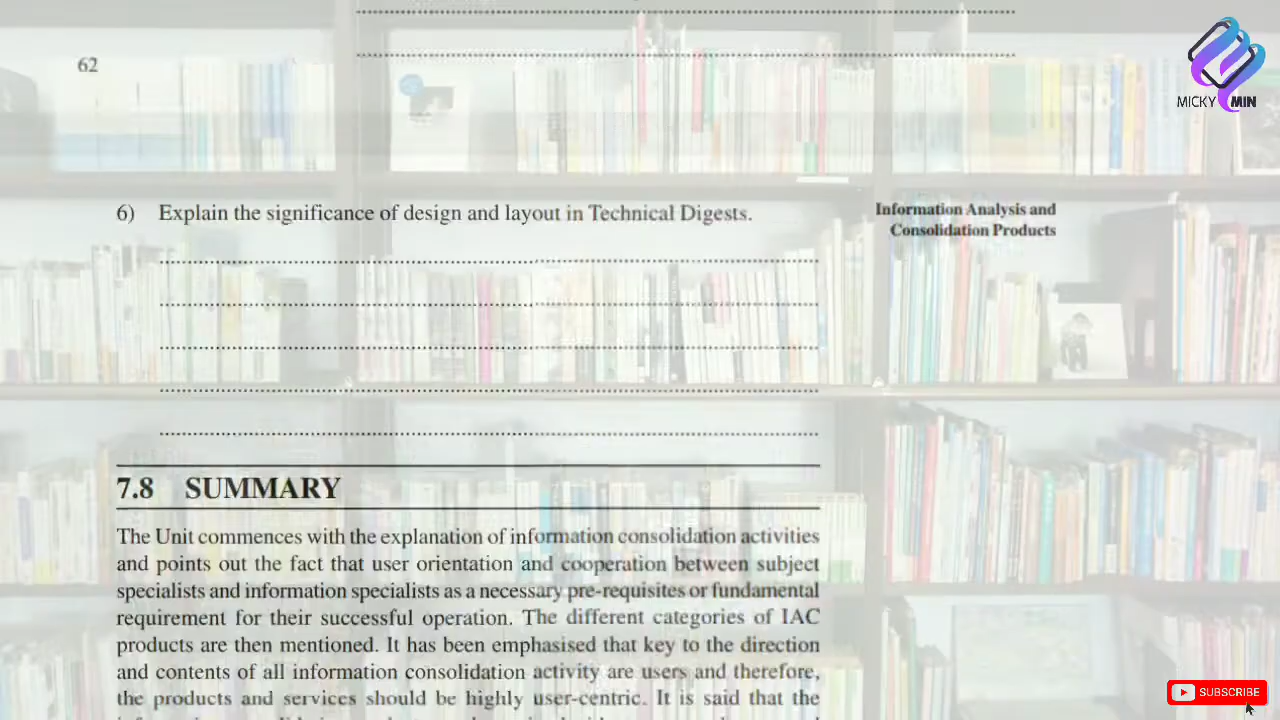 62
MICKY MIN
6) Explain the significance of design and layout in Technical Digests.
Information Analysis and
Consolidation Products
7.8 SUMMARY
The Unit commences with the explanation of information consolidation activities
and points out the fact that user orientation and cooperation between subject
specialists and information specialists as a necessary pre-requisites or fundamental
requirement for their successful operation. The different categories of IAC
products are then mentioned. It has been emphasised that key to the direction
and contents of all information consolidation activity are users and therefore,
the products and services should be highly user-centric. It is said that the
SUBSCRIBE